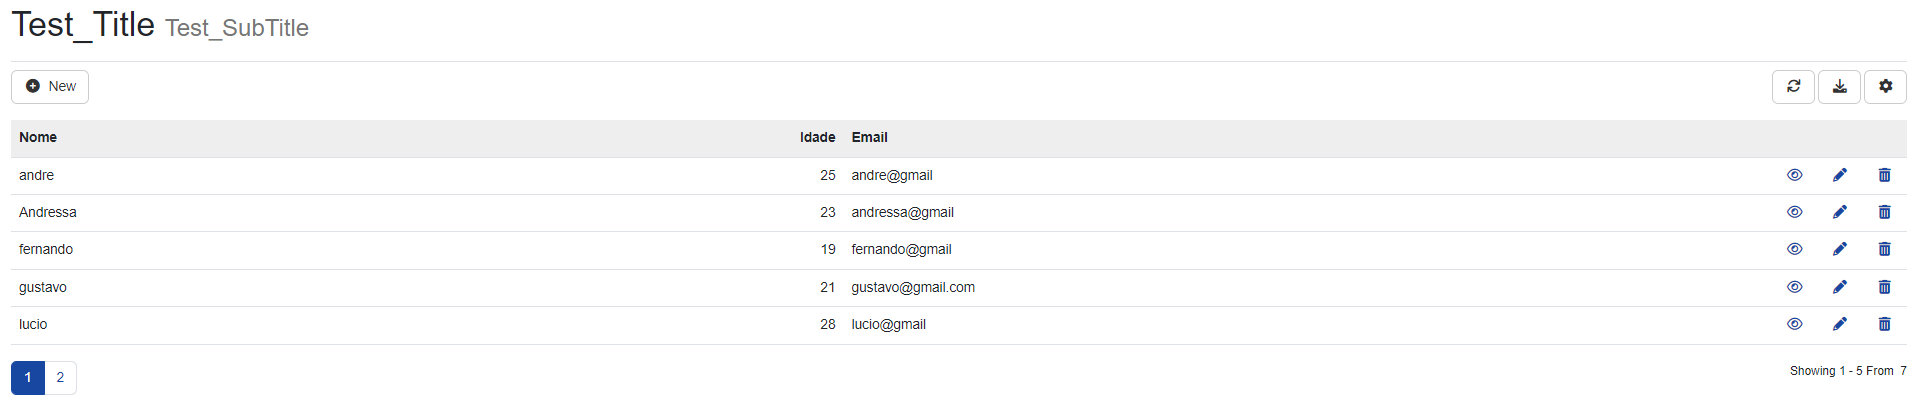 Test_Title Test_SubTitle
New
Nome Idade Email
andre 25 andre@gmail
Andressa 23 andressa@gmail
fernando 19 fernando@gmail
gustavo 21 gustavo@gmail.com
lucio 28 lucio@gmail
1 2 Showing 1 - 5 From 7